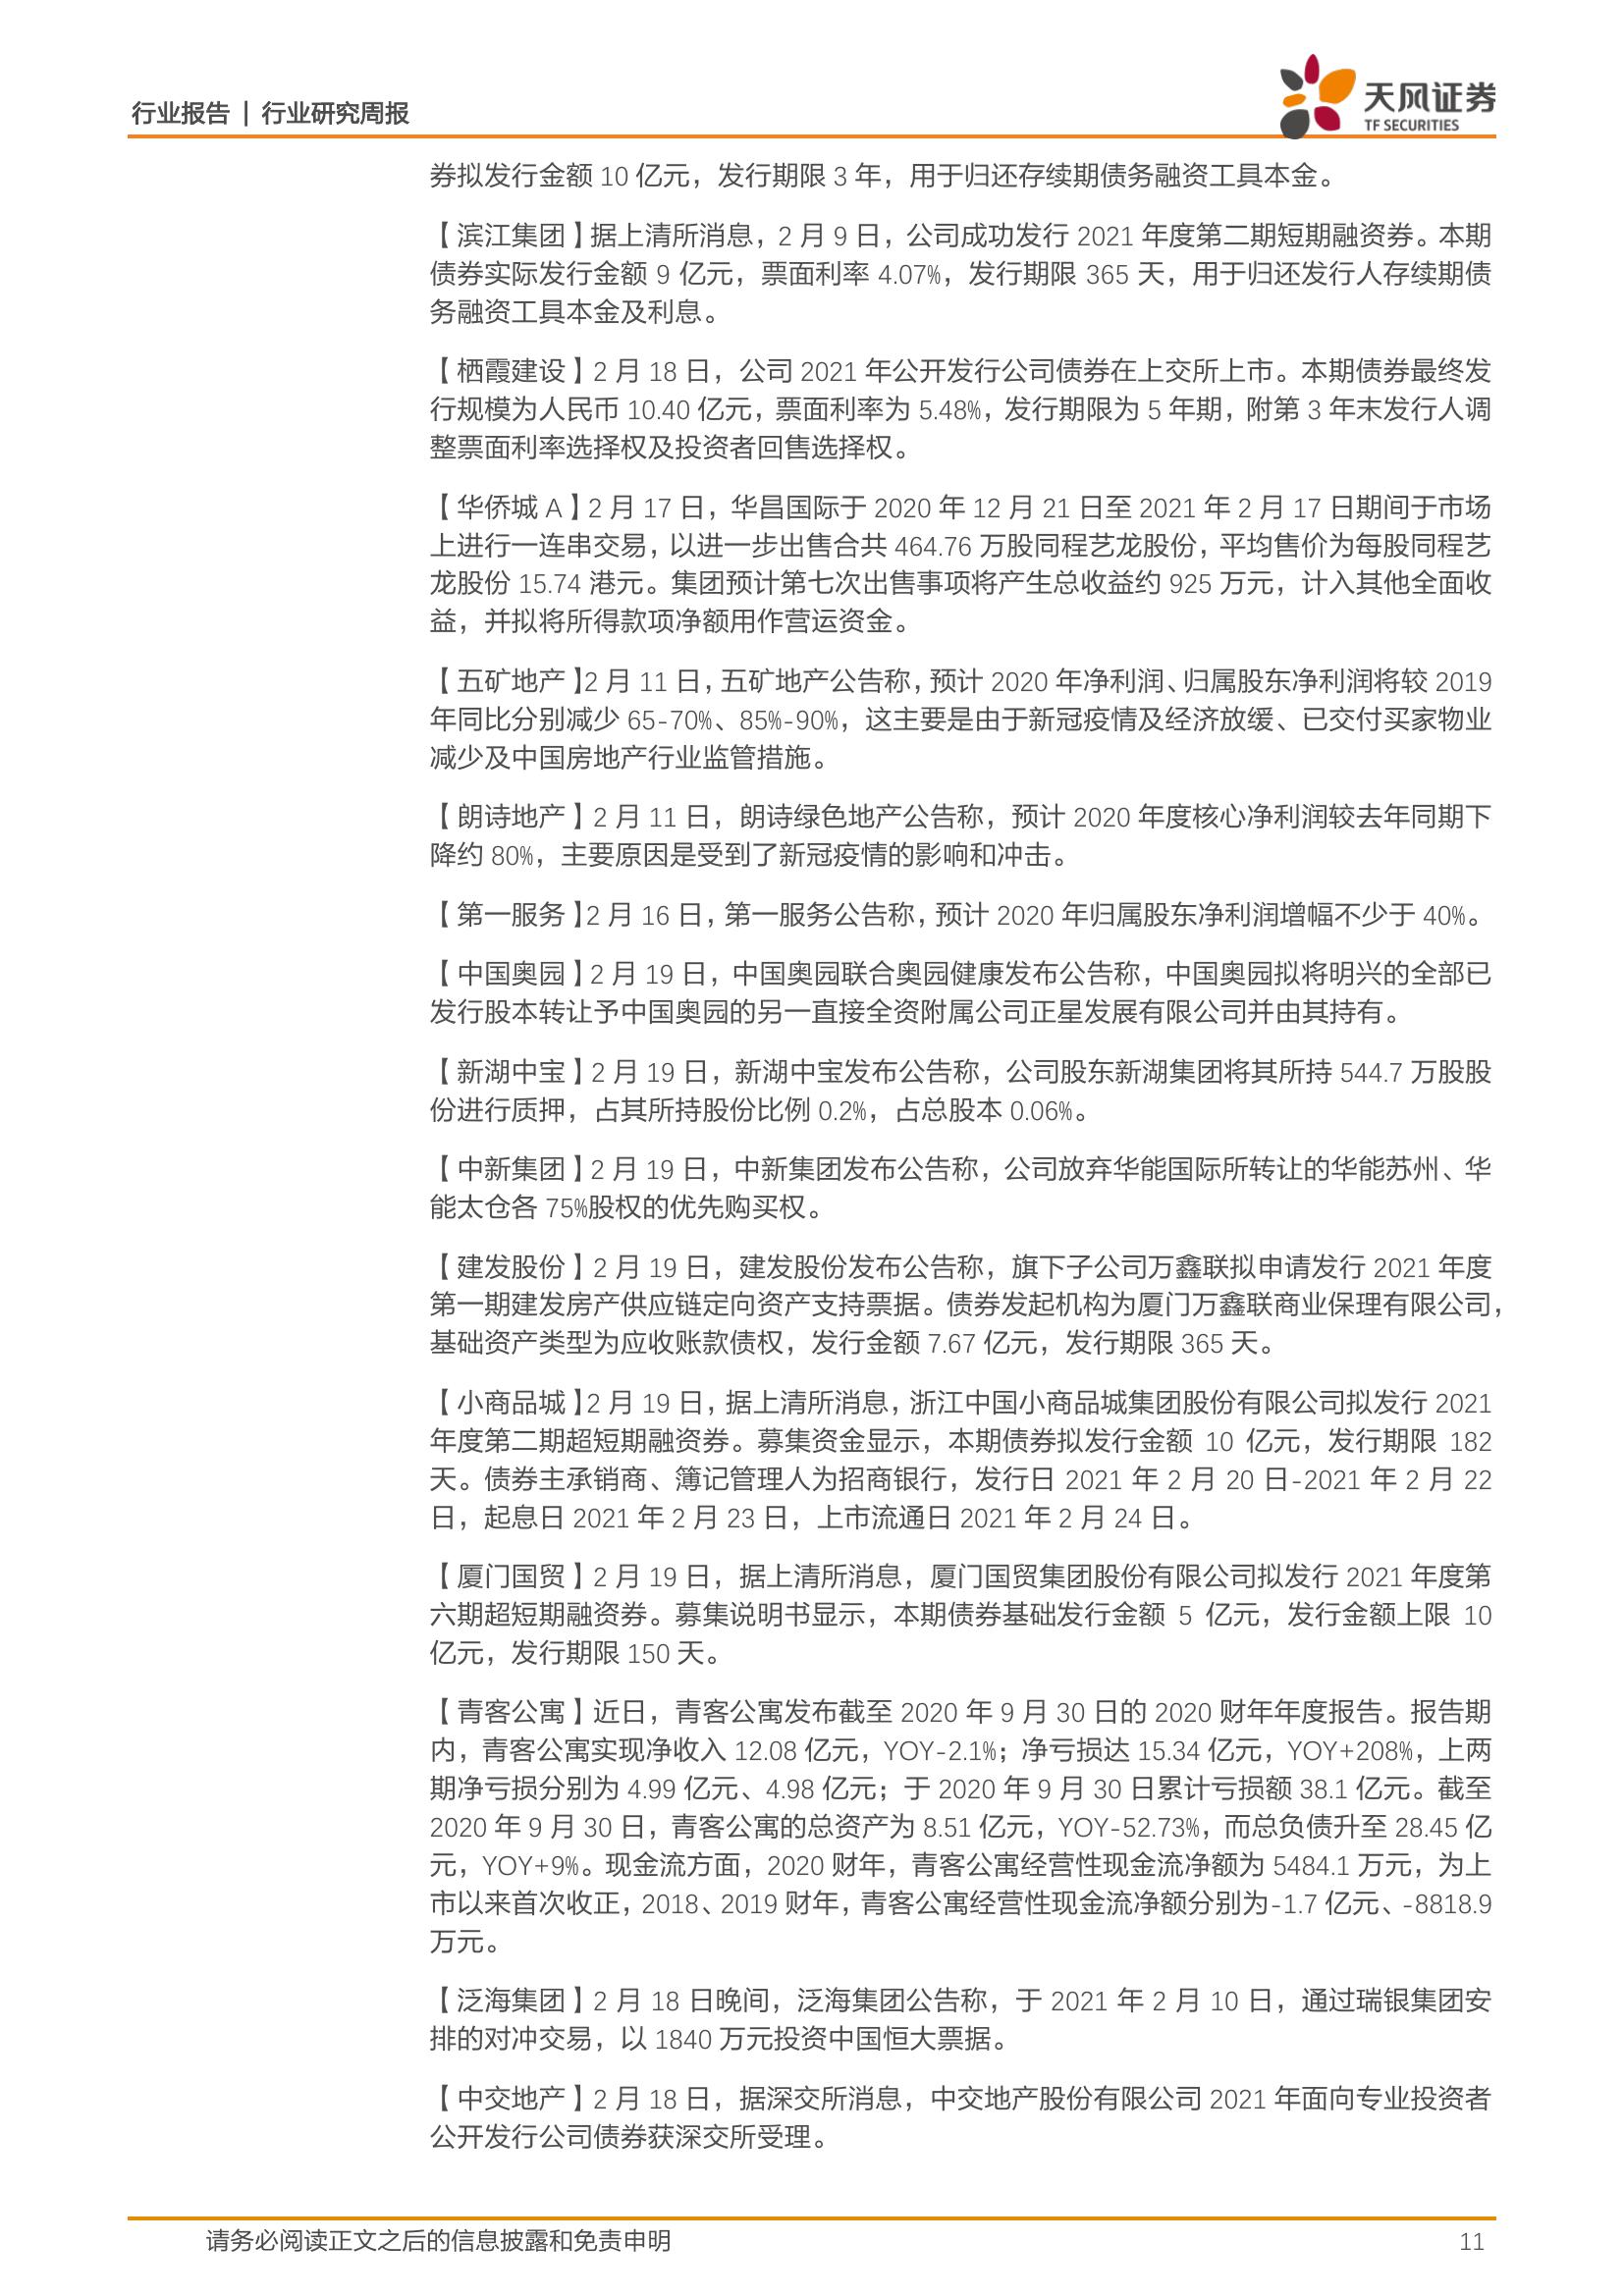 行业报告 | 行业研究周报
天风证券
TF SECURITIES
券拟发行金额 10 亿元，发行期限 3 年，用于归还存续期债务融资工具本金。
【滨江集团】据上清所消息，2 月 9 日，公司成功发行 2021 年度第二期短期融资券。本期
债券实际发行金额 9 亿元，票面利率 4.07%，发行期限 365 天，用于归还发行人存续期债
务融资工具本金及利息。
【栖霞建设】2 月 18 日，公司 2021 年公开发行公司债券在上交所上市。本期债券最终发
行规模为人民币 10.40 亿元，票面利率为 5.48%，发行期限为 5 年期，附第 3 年末发行人调
整票面利率选择权及投资者回售选择权。
【华侨城 A】2 月 17 日，华昌国际于 2020 年 12 月 21 日至 2021 年 2 月 17 日期间于市场
上进行一连串交易，以进一步出售合共 464.76 万股同程艺龙股份，平均售价为每股同程艺
龙股份 15.74 港元。集团预计第七次出售事项将产生总收益约 925 万元，计入其他全面收
益，并拟将所得款项净额用作营运资金。
【五矿地产】2 月 11 日，五矿地产公告称，预计 2020 年净利润、归属股东净利润将较 2019
年同比分别减少 65-70%、85%-90%，这主要是由于新冠疫情及经济放缓、已交付买家物业
减少及中国房地产行业监管措施。
【朗诗地产】2 月 11 日，朗诗绿色地产公告称，预计 2020 年度核心净利润较去年同期下
降约 80%，主要原因是受到了新冠疫情的影响和冲击。
【第一服务】2 月 16 日，第一服务公告称，预计 2020 年归属股东净利润增幅不少于 40%。
【中国奥园】2 月 19 日，中国奥园联合奥园健康发布公告称，中国奥园拟将明兴的全部已
发行股本转让予中国奥园的另一直接全资附属公司正星发展有限公司并由其持有。
【新湖中宝】2 月 19 日，新湖中宝发布公告称，公司股东新湖集团将其所持 544.7 万股股
份进行质押，占其所持股份比例 0.2%，占总股本 0.06%。
【中新集团】2 月 19 日，中新集团发布公告称，公司放弃华能国际所转让的华能苏州、华
能太仓各 75%股权的优先购买权。
【建发股份】2 月 19 日，建发股份发布公告称，旗下子公司万鑫联拟申请发行 2021 年度
第一期建发房产供应链定向资产支持票据。债券发起机构为厦门万鑫联商业保理有限公司，
基础资产类型为应收账款债权，发行金额 7.67 亿元，发行期限 365 天。
【小商品城】2 月 19 日，据上清所消息，浙江中国小商品城集团股份有限公司拟发行 2021
年度第二期超短期融资券。募集资金显示，本期债券拟发行金额 10 亿元，发行期限 182
天。债券主承销商、簿记管理人为招商银行，发行日 2021 年 2 月 20 日-2021 年 2 月 22
日，起息日 2021 年 2 月 23 日，上市流通日 2021 年 2 月 24 日。
【厦门国贸】2 月 19 日，据上清所消息，厦门国贸集团股份有限公司拟发行 2021 年度第
六期超短期融资券。募集说明书显示，本期债券基础发行金额 5 亿元，发行金额上限 10
亿元，发行期限 150 天。
【青客公寓】近日，青客公寓发布截至 2020 年 9 月 30 日的 2020 财年年度报告。报告期
内，青客公寓实现净收入 12.08 亿元，YOY-2.1%；净亏损达 15.34 亿元，YOY+208%，上两
期净亏损分别为 4.99 亿元、4.98 亿元；于 2020 年 9 月 30 日累计亏损额 38.1 亿元。截至
2020 年 9 月 30 日，青客公寓的总资产为 8.51 亿元，YOY-52.73%，而总负债升至 28.45 亿
元，YOY+9%。现金流方面，2020 财年，青客公寓经营性现金流净额为 5484.1 万元，为上
市以来首次收正，2018、2019 财年，青客公寓经营性现金流净额分别为-1.7 亿元、-8818.9
万元。
【泛海集团】2 月 18 日晚间，泛海集团公告称，于 2021 年 2 月 10 日，通过瑞银集团安
排的对冲交易，以 1840 万元投资中国恒大票据。
【中交地产】2 月 18 日，据深交所消息，中交地产股份有限公司 2021 年面向专业投资者
公开发行公司债券获深交所受理。
请务必阅读正文之后的信息披露和免责申明
11